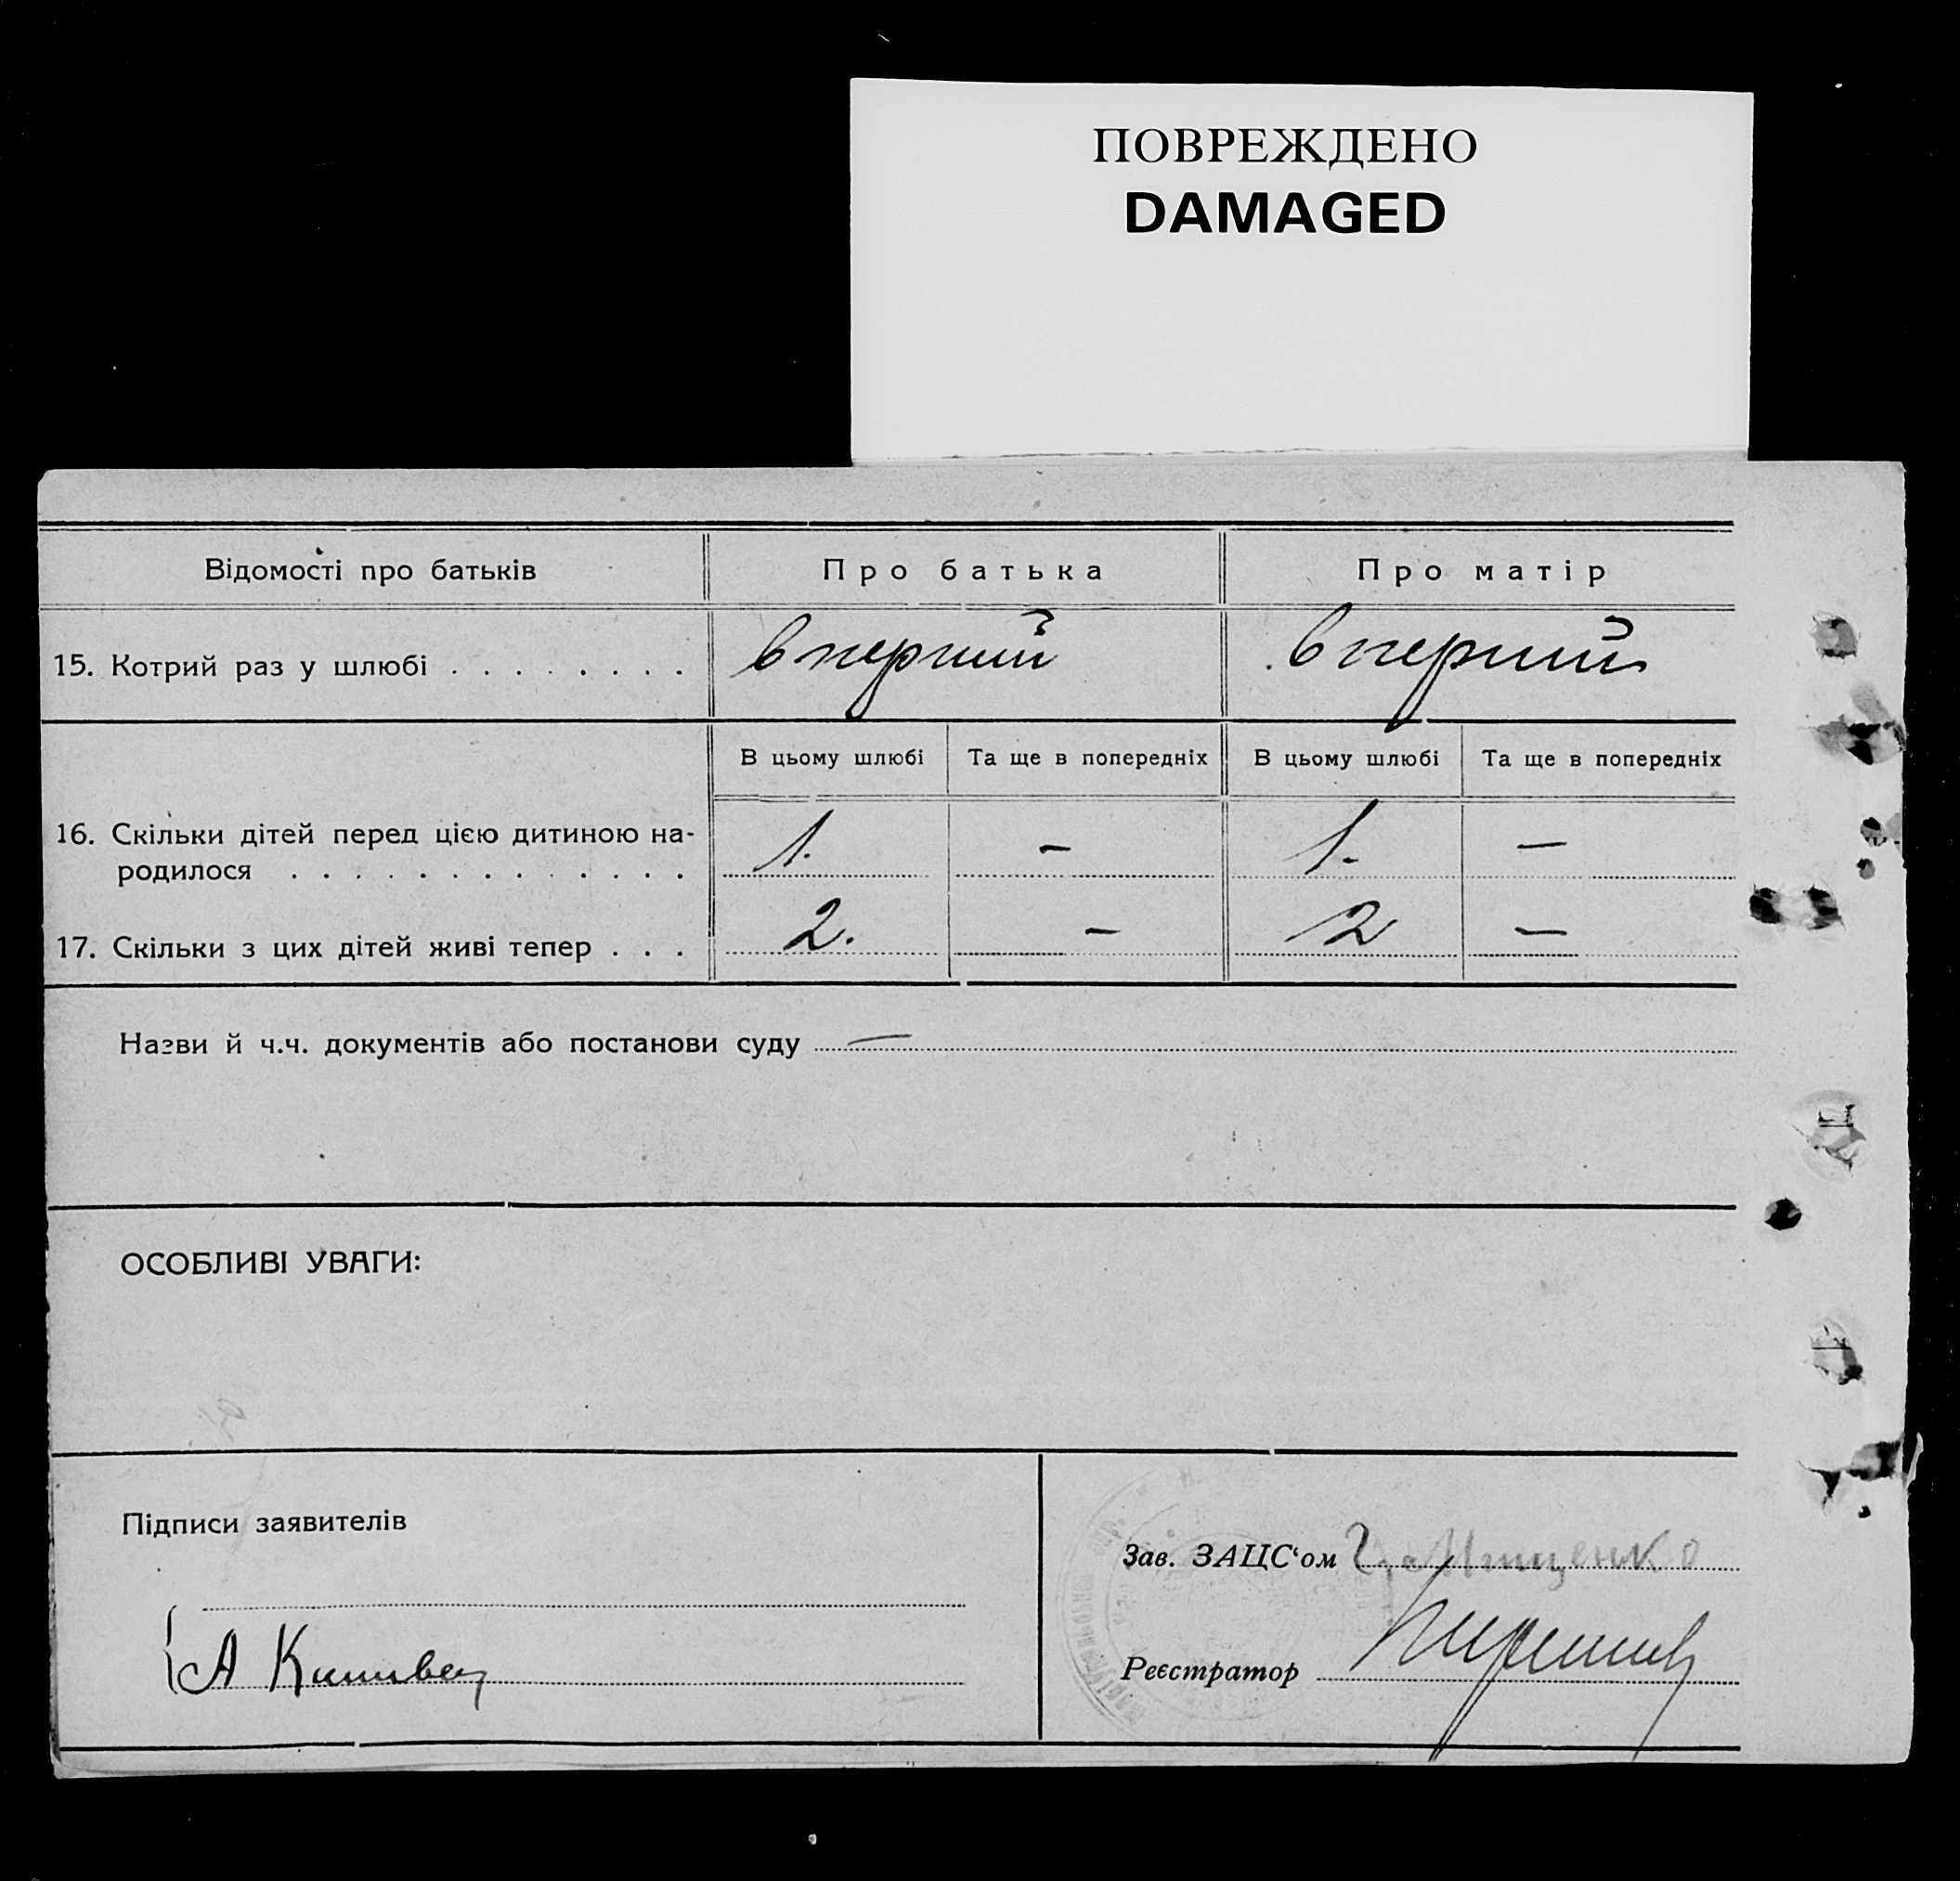 ПОВРЕЖДЕНО
DAMAGED
Відомості про батьків Про батька Про матір
15. Котрий раз у шлюбі . . . . . . . . в перший в перший
В цьому шлюбі Та ще в попередніх В цьому шлюбі Та ще в попередніх
16. Скільки дітей перед цією дитиною на-
родилося . . . . . . . . . . . . . 1. – 1. –
17. Скільки з цих дітей живі тепер . . . 2. – 2 –
Назви й ч.ч. документів або постанови суду —
ОСОБЛИВІ УВАГИ:
Підписи заявителів
Зав. ЗАЦС‘ом
А
Реєстратор